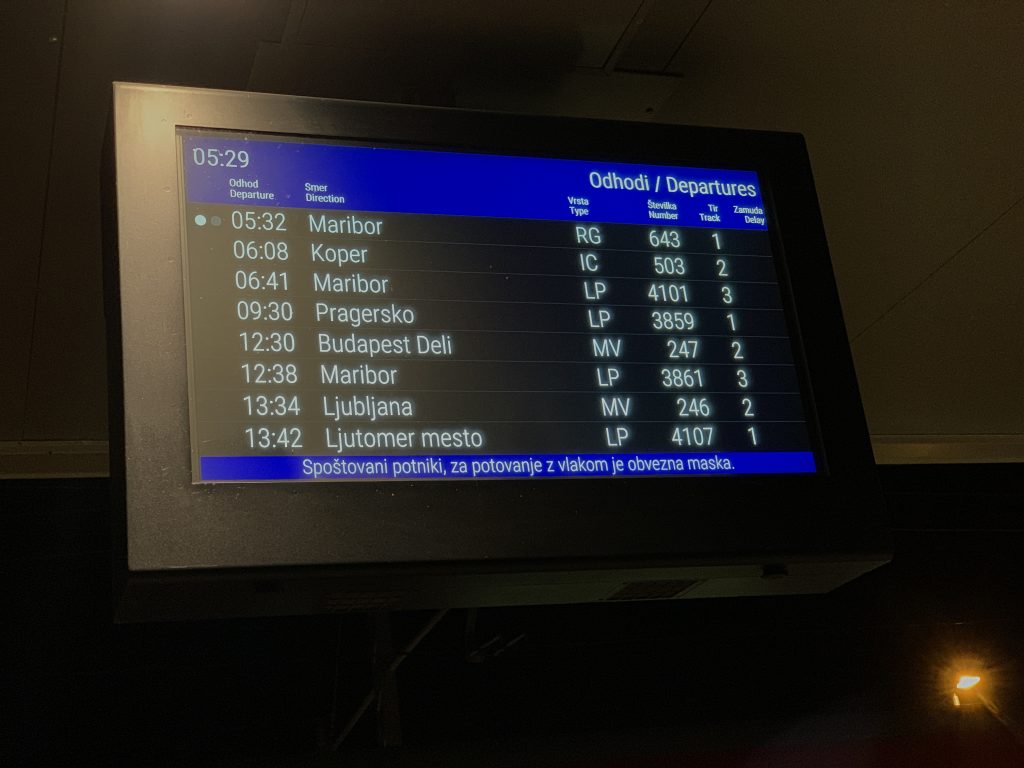 05:29 Odhodi / Departures
Odhod Smer Vrsta Številka Tir Zamuda
Departure Direction Type Number Track Delay
05:32 Maribor RG 643 1
06:08 Koper IC 503 2
06:41 Maribor LP 4101 3
09:30 Pragersko LP 3859 1
12:30 Budapest Deli MV 247 2
12:38 Maribor LP 3861 3
13:34 Ljubljana MV 246 2
13:42 Ljutomer mesto LP 4107 1
Spoštovani potniki, za potovanje z vlakom je obvezna maska.